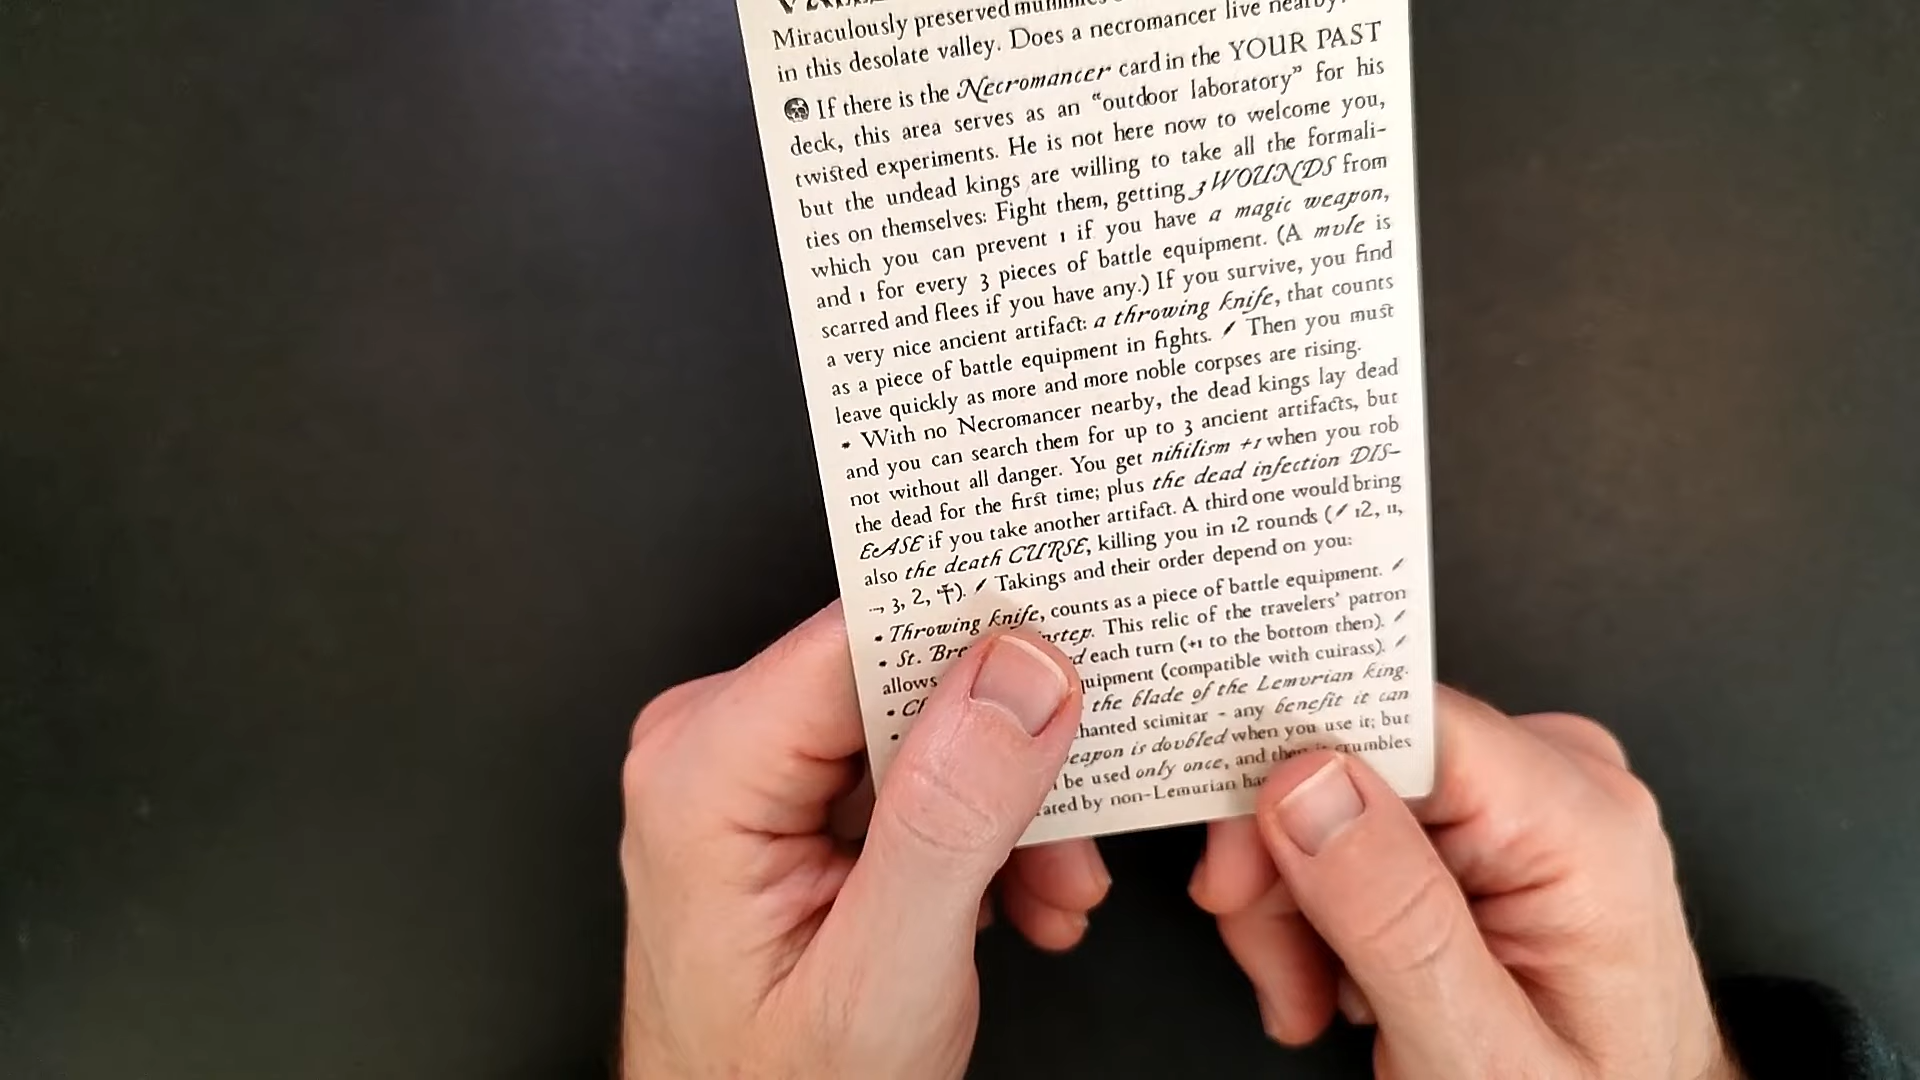 Miraculously preserved mummies
in this desolate valley. Does a necromancer live nearby?
If there is the Necromancer card in the YOUR PAST
deck, this area serves as an “outdoor laboratory” for his
twisted experiments. He is not here now to welcome you,
but the undead kings are willing to take all the formali-
ties on themselves: Fight them, getting 3 WOUNDS from
which you can prevent 1 if you have a magic weapon,
and 1 for every 3 pieces of battle equipment. (A mule is
scarred and flees if you have any.) If you survive, you find
a very nice ancient artifact: a throwing knife, that counts
as a piece of battle equipment in fights. Then you must
leave quickly as more and more noble corpses are rising.
• With no Necromancer nearby, the dead kings lay dead
and you can search them for up to 3 ancient artifacts, but
not without all danger. You get nihilism +1 when you rob
the dead for the first time; plus the dead infection DIS-
EASE if you take another artifact. A third one would bring
also the death CURSE, killing you in 12 rounds (12, 11,
..., 3, 2, ✝). Takings and their order depend on you:
• Throwing knife, counts as a piece of battle equipment.
• St. instep. This relic of the travelers’ patron
allows each turn (+1 to the bottom then).
• (compatible with cuirass).
• the blade of the Lemurian king.
scimitar - any benefit it can
is doubled when you use it; but
be used only once, and then crumbles
by non-Lemurian